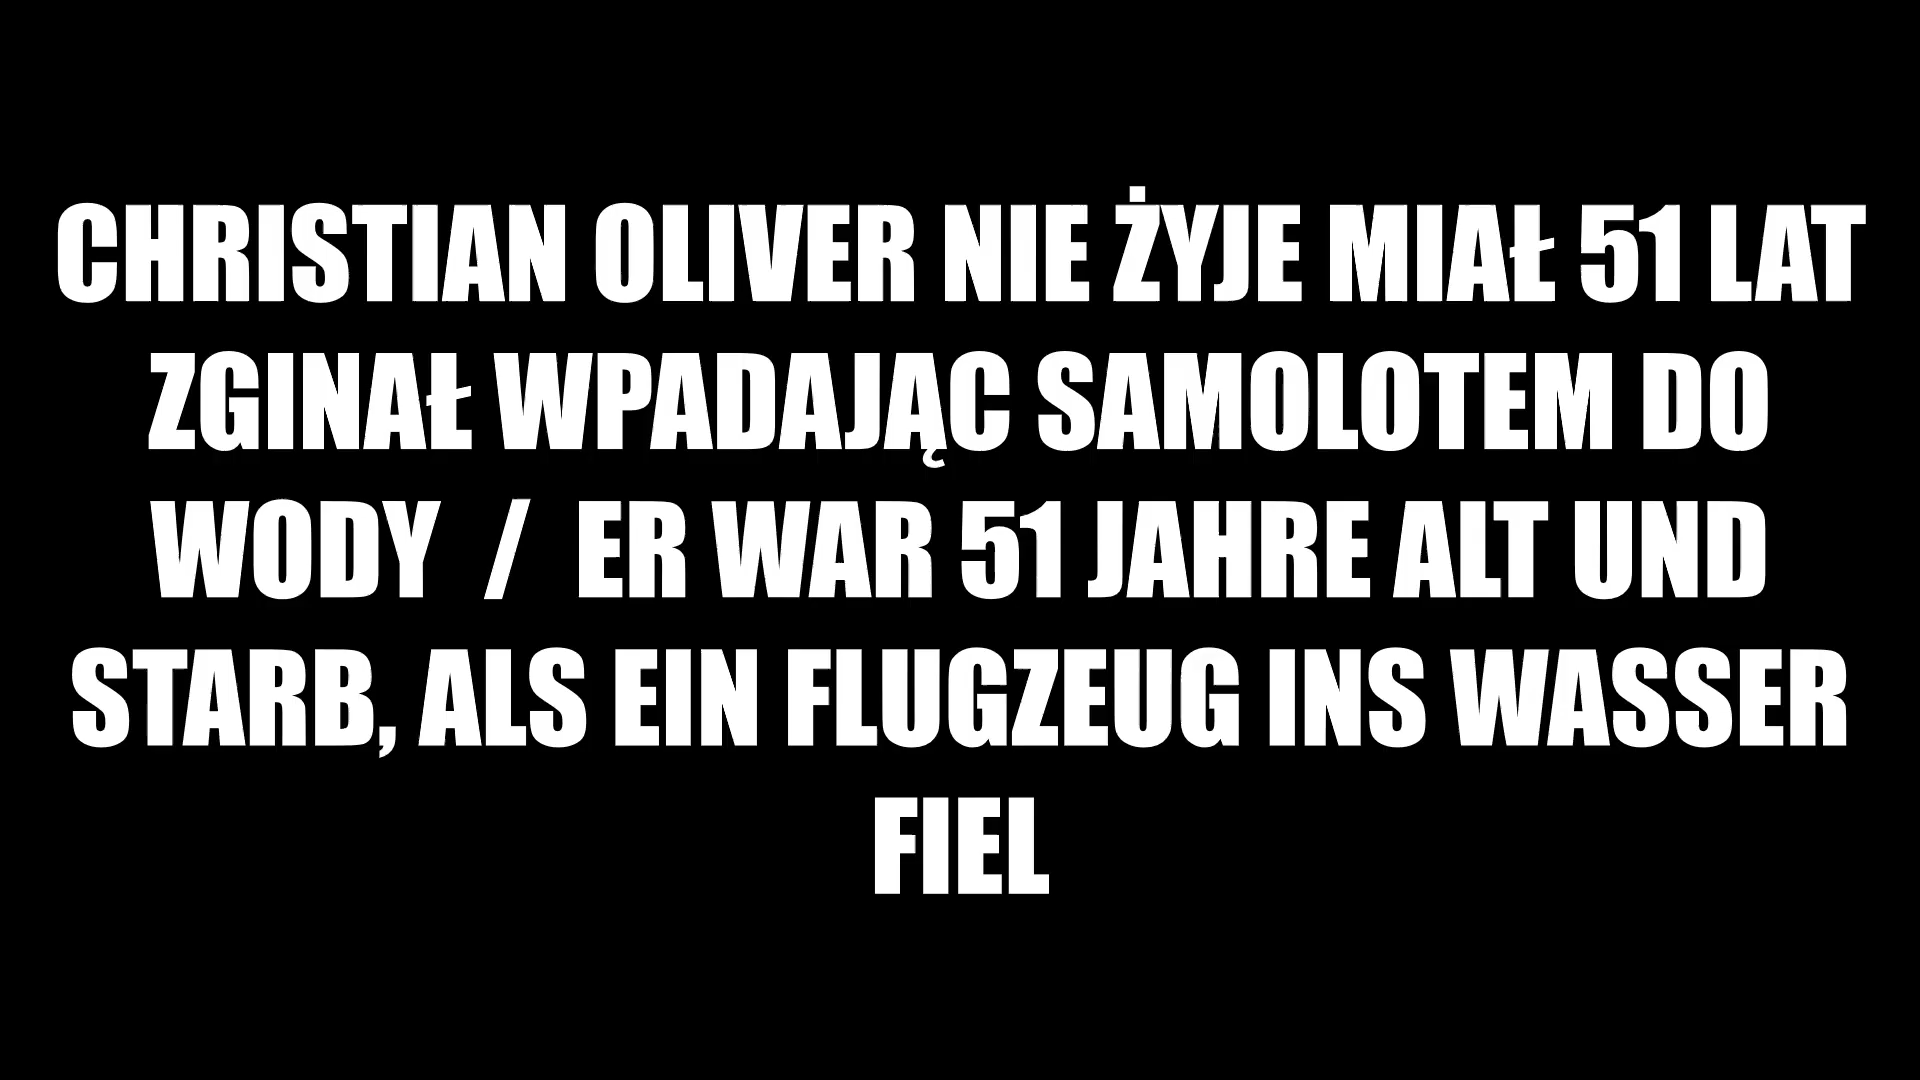 CHRISTIAN OLIVER NIE ŻYJE MIAŁ 51 LAT
ZGINAŁ WPADAJĄC SAMOLOTEM DO
WODY / ER WAR 51 JAHRE ALT UND
STARB, ALS EIN FLUGZEUG INS WASSER
FIEL